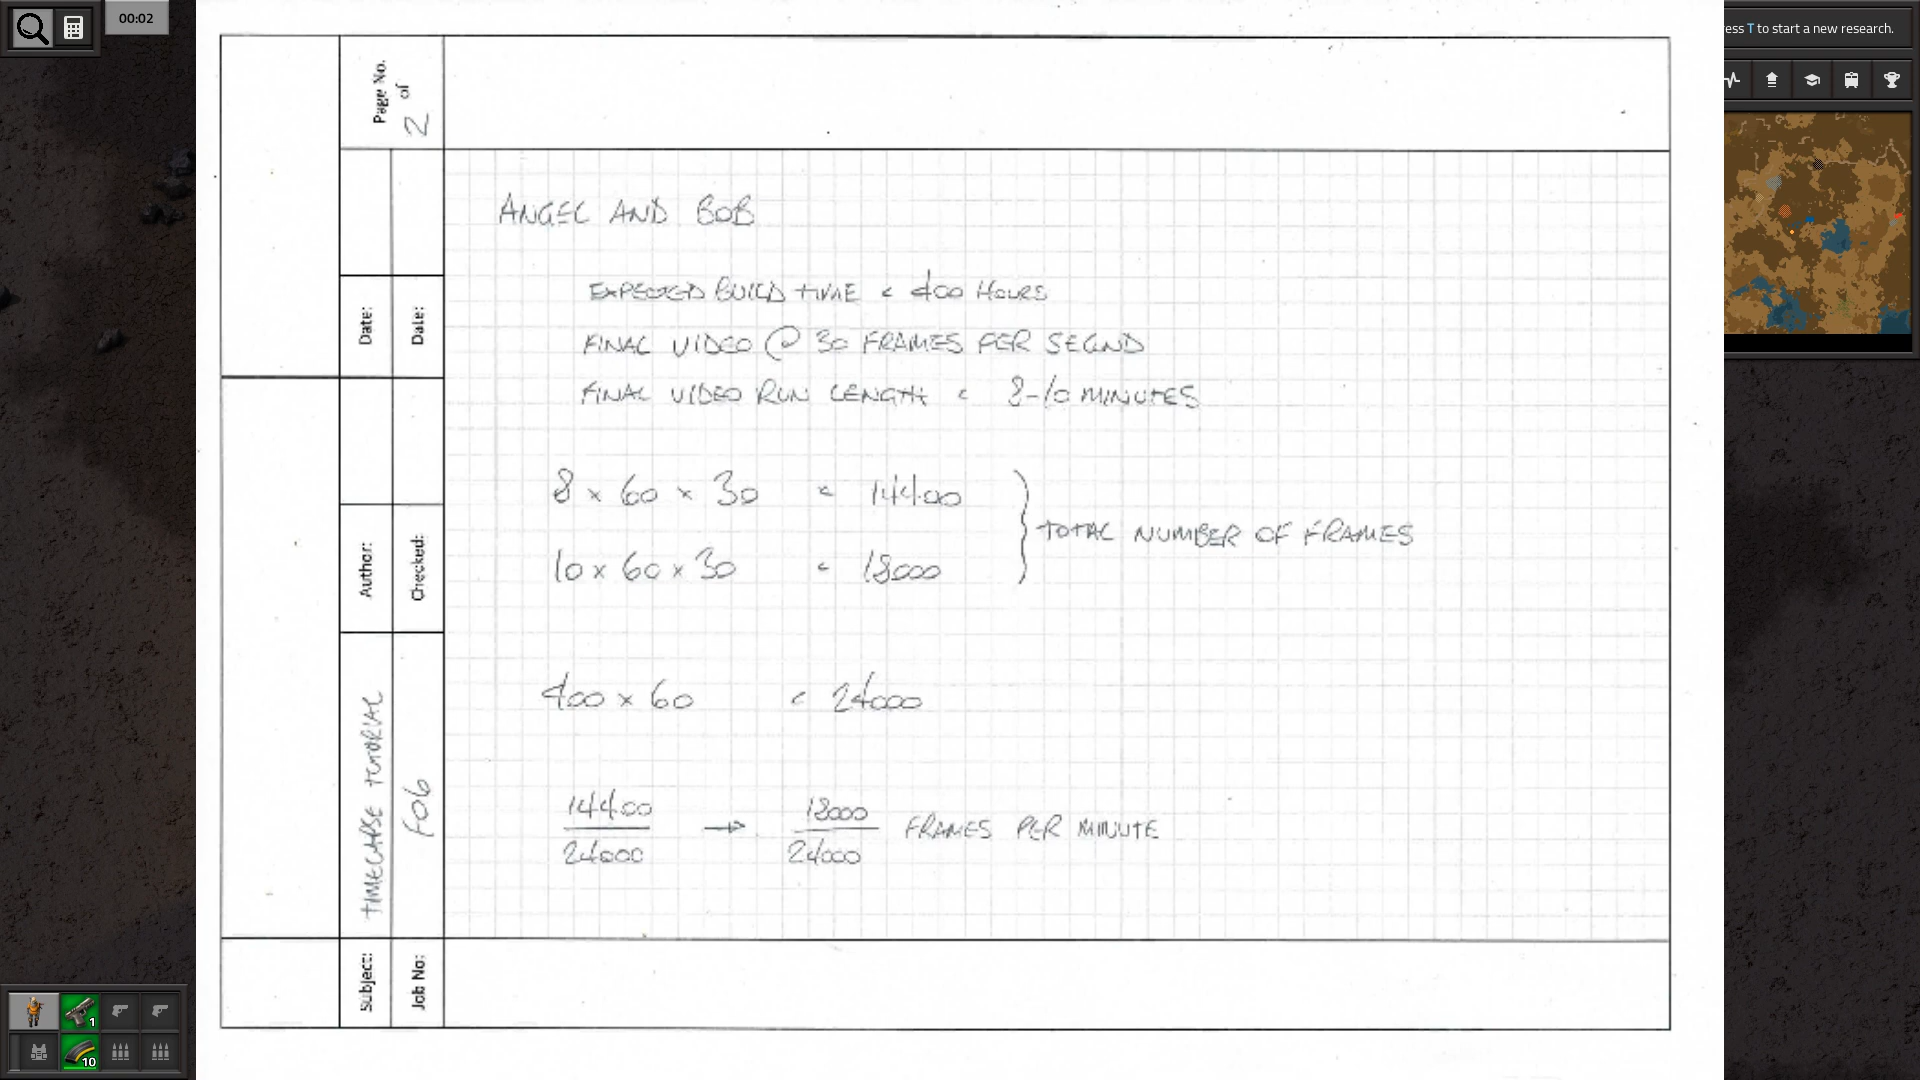 00:02
ess T to start a new research.
Page No.
of
2
Date:
Date:
Author:
Checked:
TIMELAPSE TUTORIAL
F06
Subject:
Job No:
ANGEL AND BOB
EXPECTED BUILD TIME = 400 HOURS
FINAL VIDEO @ 30 FRAMES PER SECOND
FINAL VIDEO RUN LENGTH = 8-10 MINUTES
8 × 60 × 30 = 14400
10 × 60 × 30 = 18000
TOTAL NUMBER OF FRAMES
400 × 60 = 24000
14400 → 18000 FRAMES PER MINUTE
24000 24000
1
10